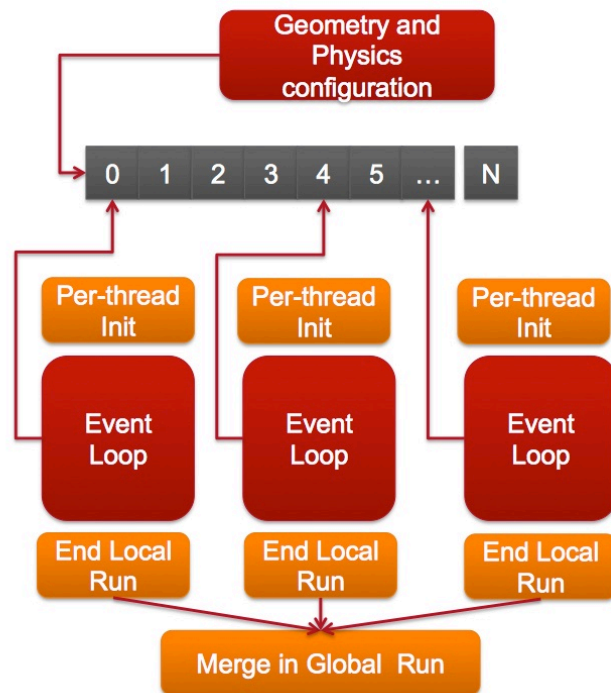 Geometry and
Physics
configuration
0 1 2 3 4 5 ... N
Per-thread
Init
Per-thread
Init
Per-thread
Init
Event
Loop
Event
Loop
Event
Loop
End Local
Run
End Local
Run
End Local
Run
Merge in Global Run